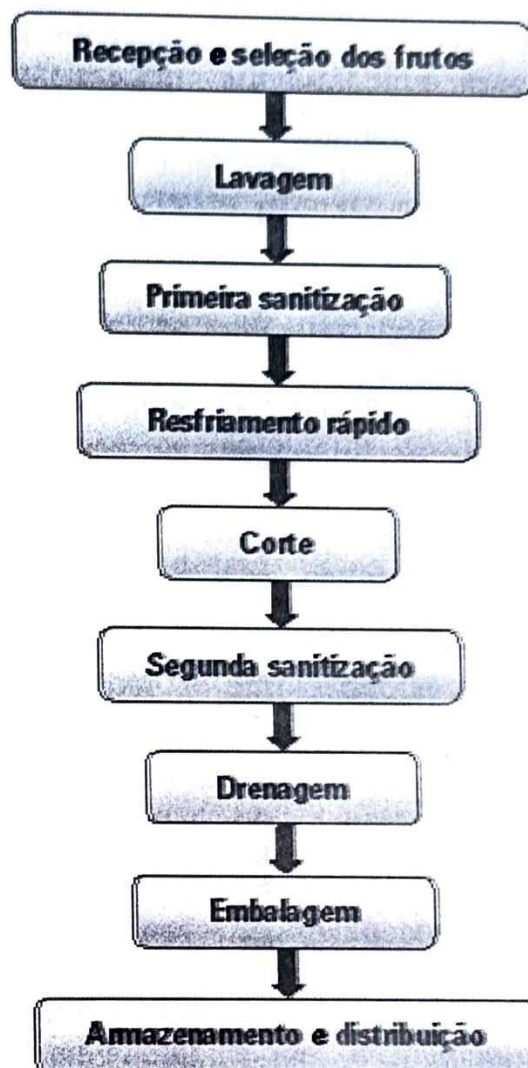 Recepção e seleção dos frutos
Lavagem
Primeira sanitização
Resfriamento rápido
Corte
Segunda sanitização
Drenagem
Embalagem
Armazenamento e distribuição